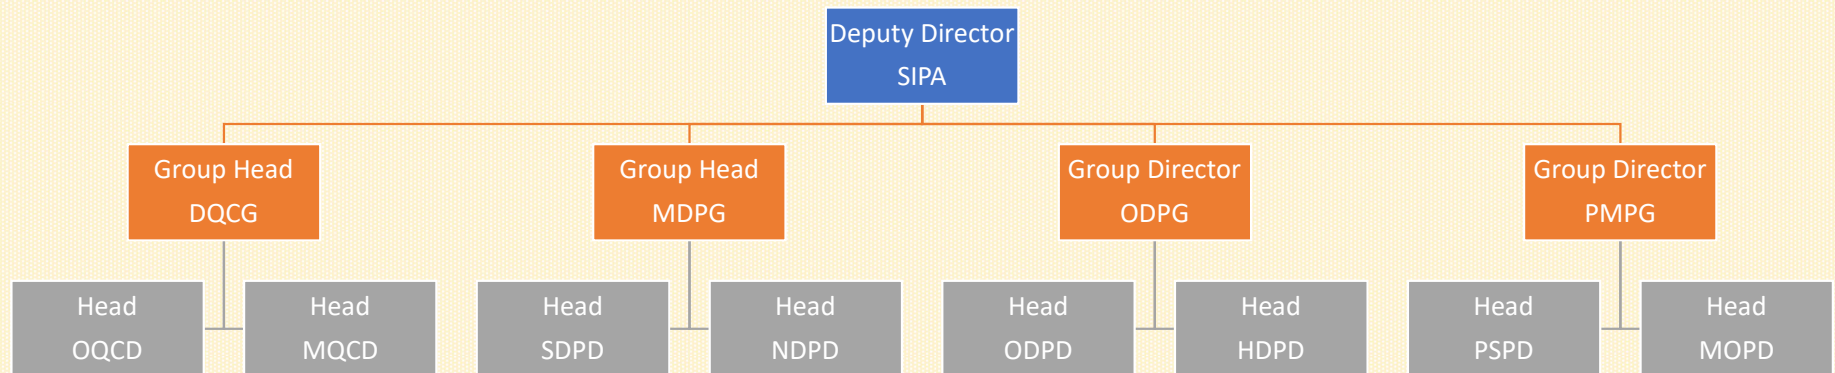 Deputy Director
SIPA
Group Head
DQCG
Group Head
MDPG
Group Director
ODPG
Group Director
PMPG
Head
OQCD
Head
MQCD
Head
SDPD
Head
NDPD
Head
ODPD
Head
HDPD
Head
PSPD
Head
MOPD